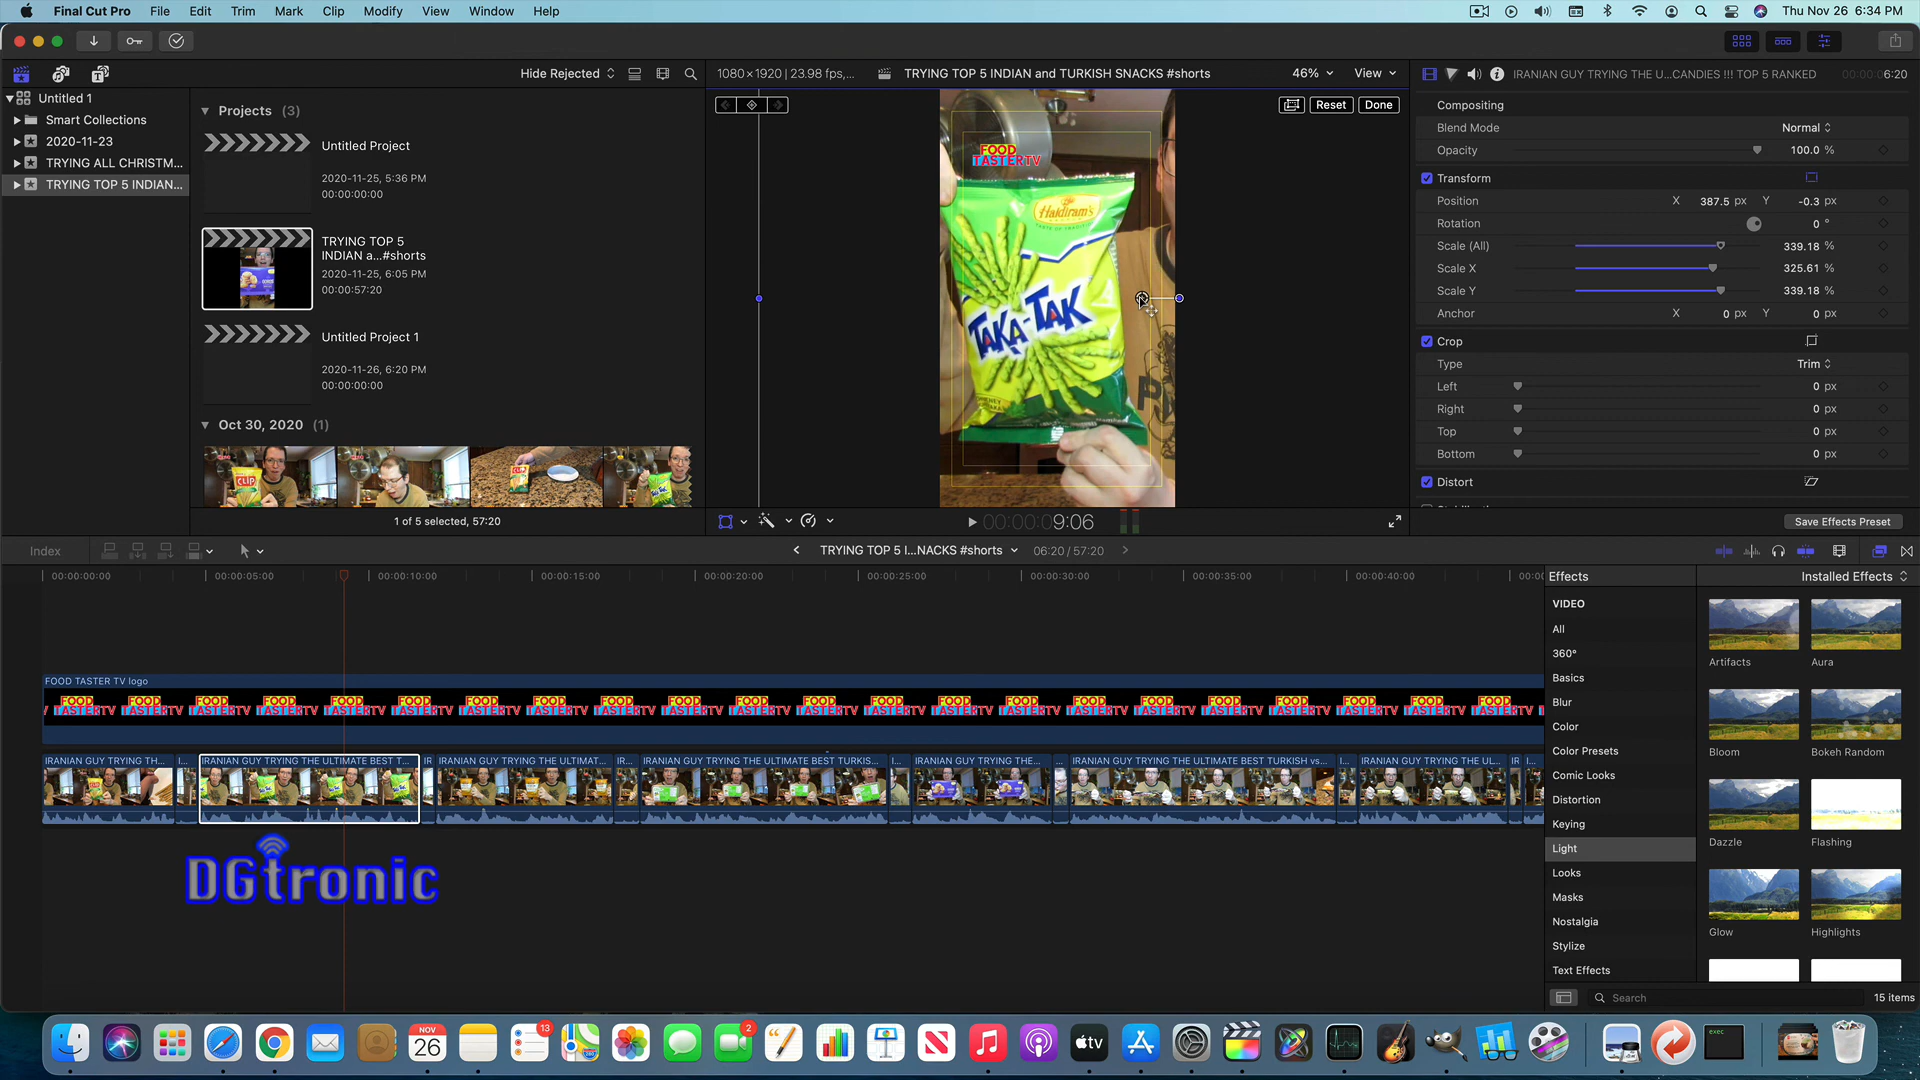 Final Cut Pro File Edit Trim Mark Clip Modify View Window Help Thu Nov 26 6:34 PM
Hide Rejected 1080×1920 | 23.98 fps,... TRYING TOP 5 INDIAN and TURKISH SNACKS #shorts 46% View IRANIAN GUY TRYING THE U...CANDIES !!! TOP 5 RANKED 00:00:06:20
Untitled 1
Smart Collections
2020-11-23
TRYING ALL CHRISTM...
TRYING TOP 5 INDIAN...
Projects (3)
Untitled Project
2020-11-25, 5:36 PM
00:00:00:00
TRYING TOP 5
INDIAN a...#shorts
2020-11-25, 6:05 PM
00:00:57:20
Untitled Project 1
2020-11-26, 6:20 PM
00:00:00:00
Oct 30, 2020 (1)
1 of 5 selected, 57:20
Reset Done
FOOD
TASTERTV
Haldiram's
TAKA-TAK
00:00:09:06
Compositing
Blend Mode Normal
Opacity 100.0 %
Transform
Position X 387.5 px Y -0.3 px
Rotation 0 °
Scale (All) 339.18 %
Scale X 325.61 %
Scale Y 339.18 %
Anchor X 0 px Y 0 px
Crop
Type Trim
Left 0 px
Right 0 px
Top 0 px
Bottom 0 px
Distort
Save Effects Preset
Index TRYING TOP 5 I...NACKS #shorts 06:20 / 57:20
00:00:00:00 00:00:05:00 00:00:10:00 00:00:15:00 00:00:20:00 00:00:25:00 00:00:30:00 00:00:35:00 00:00:40:00
FOOD TASTER TV logo
IRANIAN GUY TRYING TH... I... IRANIAN GUY TRYING THE ULTIMATE BEST T... IR IRANIAN GUY TRYING THE ULTIMAT... IR... IRANIAN GUY TRYING THE ULTIMATE BEST TURKIS... I... IRANIAN GUY TRYING THE... ... IRANIAN GUY TRYING THE ULTIMATE BEST TURKISH vs... I... IRANIAN GUY TRYING THE UL... IR I...
DGtronic
Effects Installed Effects
VIDEO
All
360°
Basics
Blur
Color
Color Presets
Comic Looks
Distortion
Keying
Light
Looks
Masks
Nostalgia
Stylize
Text Effects
Artifacts Aura
Bloom Bokeh Random
Dazzle Flashing
Glow Highlights
Search 15 items
NOV
26
13
2
tv
exec